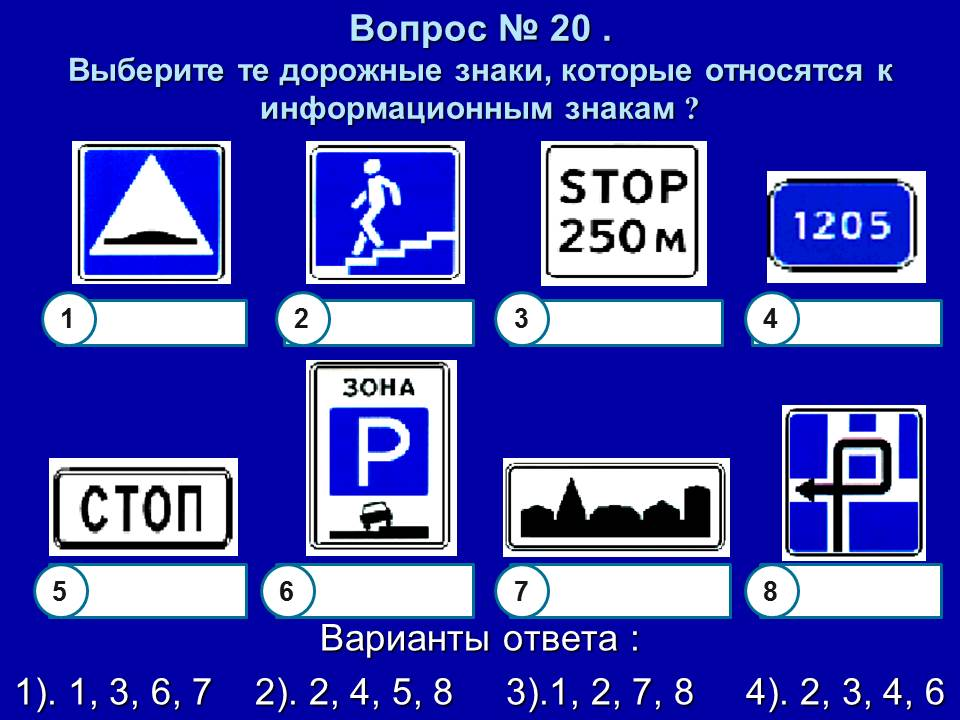 Вопрос № 20 .
Выберите те дорожные знаки, которые относятся к
информационным знакам ?
STOP
250 м
1205
1
2
3
4
ЗОНА
P
СТОП
5
6
7
8
Варианты ответа :
1). 1, 3, 6, 7 2). 2, 4, 5, 8 3).1, 2, 7, 8 4). 2, 3, 4, 6